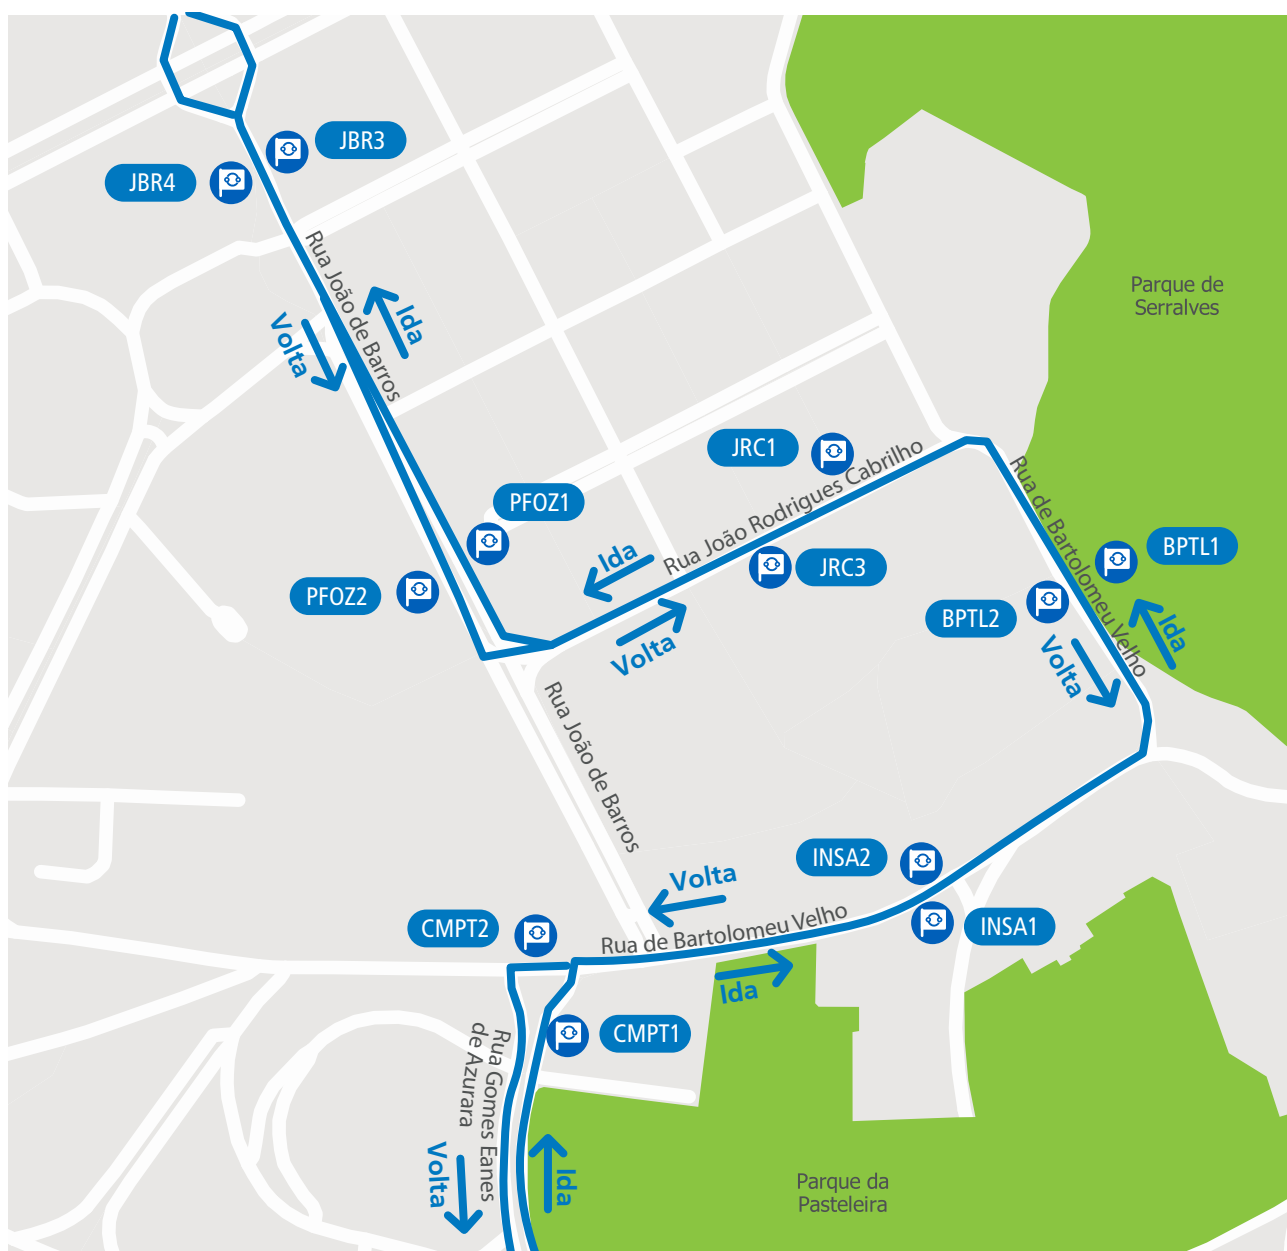 JBR3
JBR4
Rua João de Barros
Ida
Volta
Parque de
Serralves
JRC1
Rua João Rodrigues Cabrilho
Rua de Bartolomeu Velho
PFOZ1
BPTL1
Ida
JRC3
PFOZ2
BPTL2
Volta
Ida
Volta
Rua João de Barros
INSA2
Volta
CMPT2
Rua de Bartolomeu Velho
INSA1
Ida
CMPT1
Rua Gomes Eanes
de Azurara
Volta
Ida
Parque da
Pasteleira